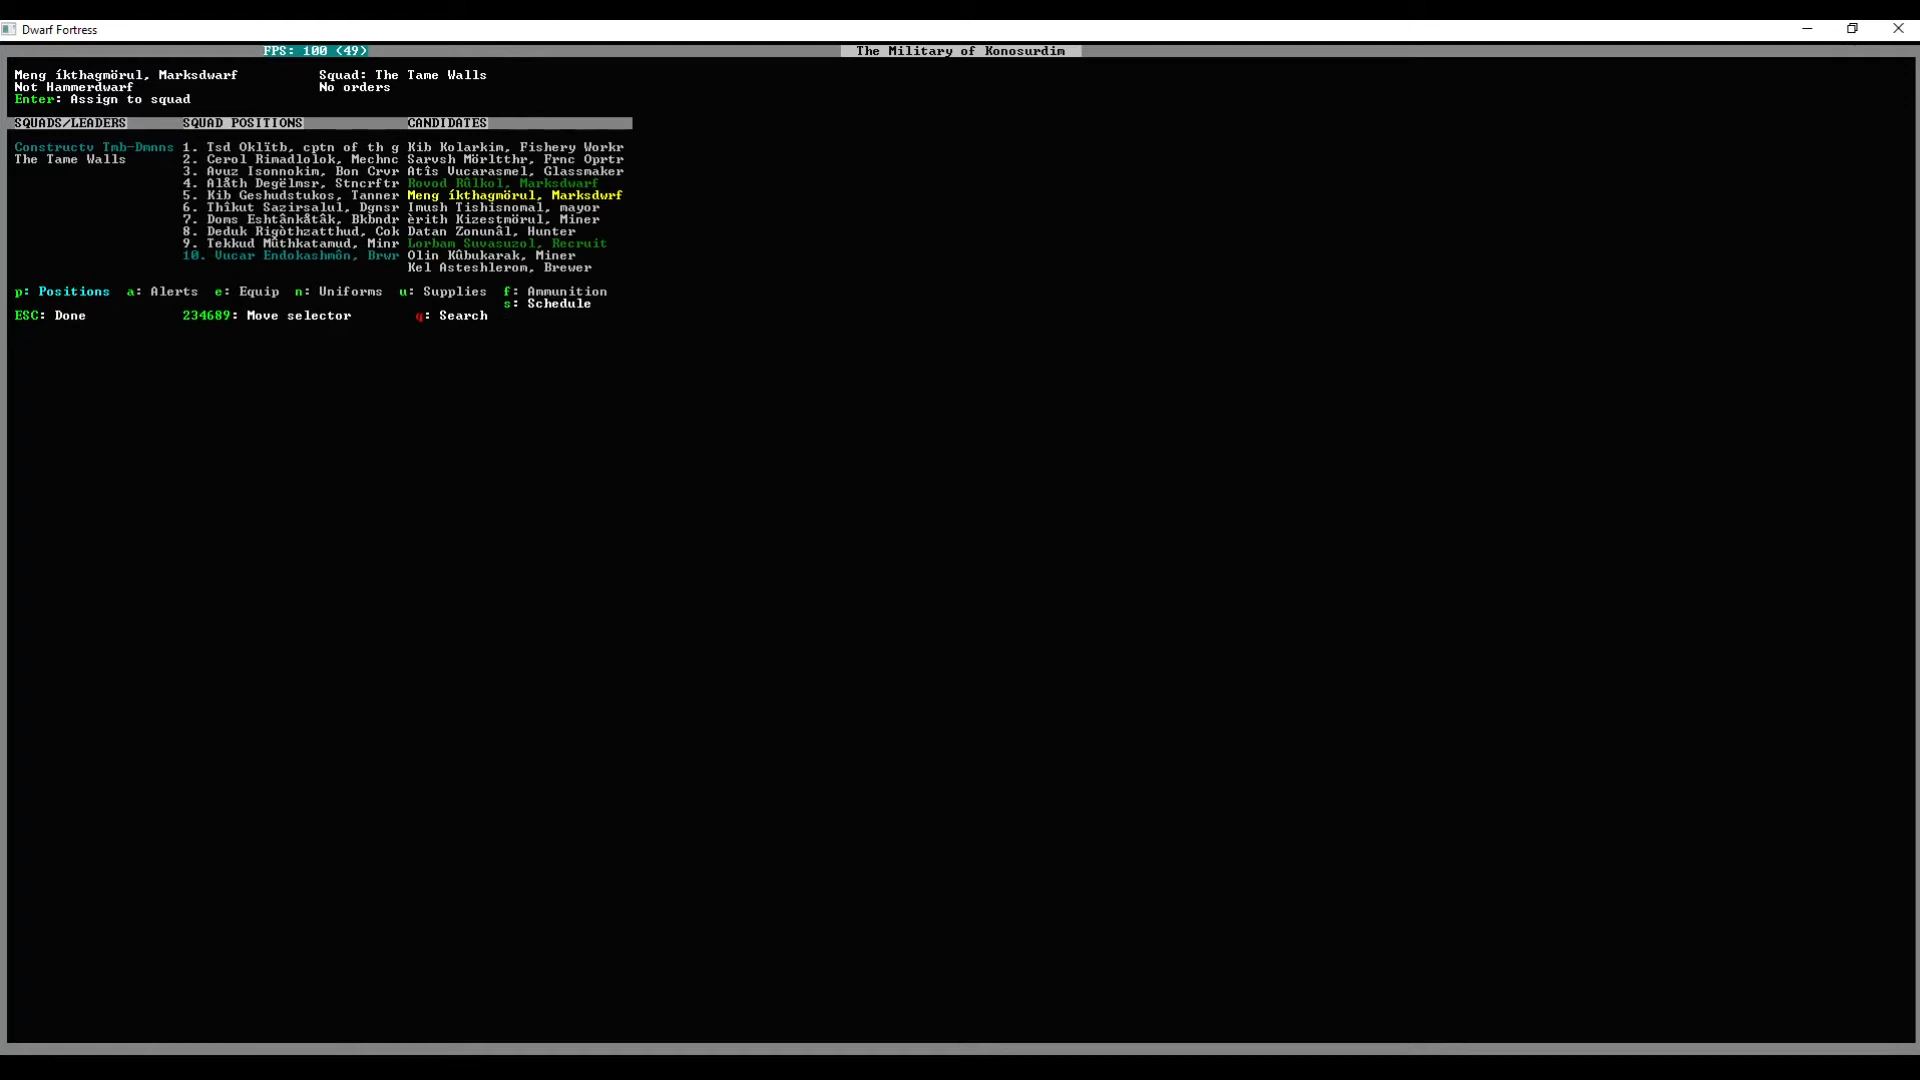 Dwarf Fortress
FPS: 100 (49)
The Military of Konosurdim
Meng íkthagmörul, Marksdwarf Squad: The Tame Walls
Not Hammerdwarf No orders
Enter: Assign to squad
SQUADS/LEADERS SQUAD POSITIONS CANDIDATES
Constructv Tmb-Dmnns 1. Tsd Oklïtb, cptn of th g Kib Kolarkim, Fishery Workr
The Tame Walls 2. Cerol Rimadlolok, Mechnc Sarvsh Mörltthr, Frnc Oprtr
3. Avuz Isonnokim, Bon Crvr Atîs Vucarasmel, Glassmaker
4. Alåth Degëlmsr, Stncrftr Rovod Rûlkol, Marksdwarf
5. Kib Geshudstukos, Tanner Meng íkthagmörul, Marksdwrf
6. Thîkut Sazirsalul, Dgnsr Imush Tishisnomal, mayor
7. Doms Eshtânkåtâk, Bkbndr èrith Kizestmörul, Miner
8. Deduk Rigòthzatthud, Cok Datan Zonunâl, Hunter
9. Tekkud Mûthkatamud, Minr Lorbam Suvasuzol, Recruit
10. Vucar Endokashmôn, Brwr Olin Kûbukarak, Miner
Kel Asteshlerom, Brewer
p: Positions a: Alerts e: Equip n: Uniforms u: Supplies f: Ammunition
s: Schedule
ESC: Done 234689: Move selector q: Search